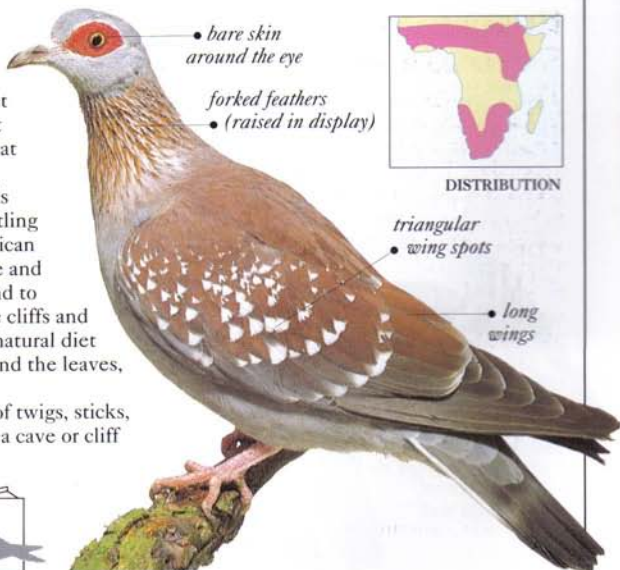 bare skin
around the eye
forked feathers
(raised in display)
DISTRIBUTION
triangular
wing spots
long
wings
t
t
at
s
tling
ican
e and
nd to
e cliffs and
natural diet
nd the leaves,
of twigs, sticks,
a cave or cliff